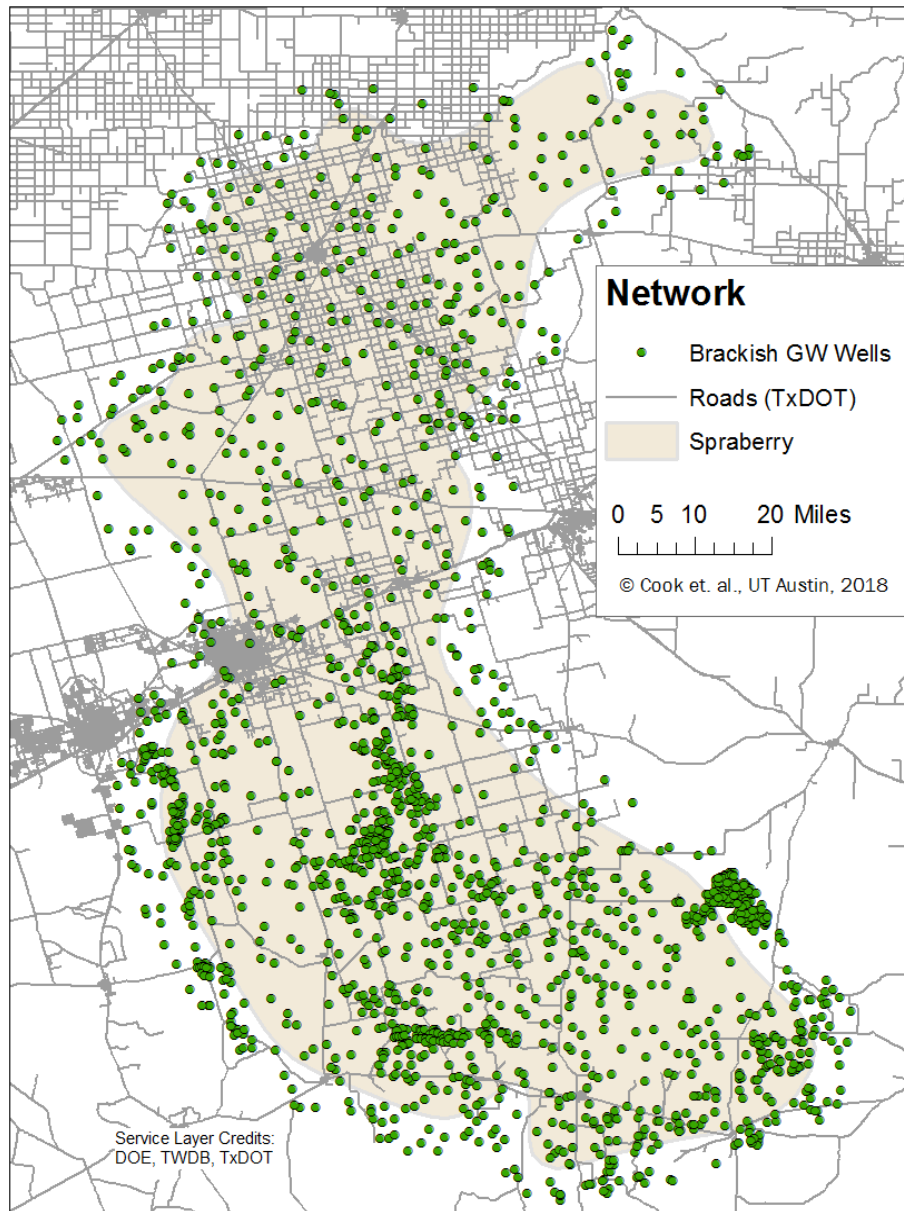 Network
Brackish GW Wells
Roads (TxDOT)
Spraberry
0 5 10 20 Miles
© Cook et. al., UT Austin, 2018
Service Layer Credits:
DOE, TWDB, TxDOT